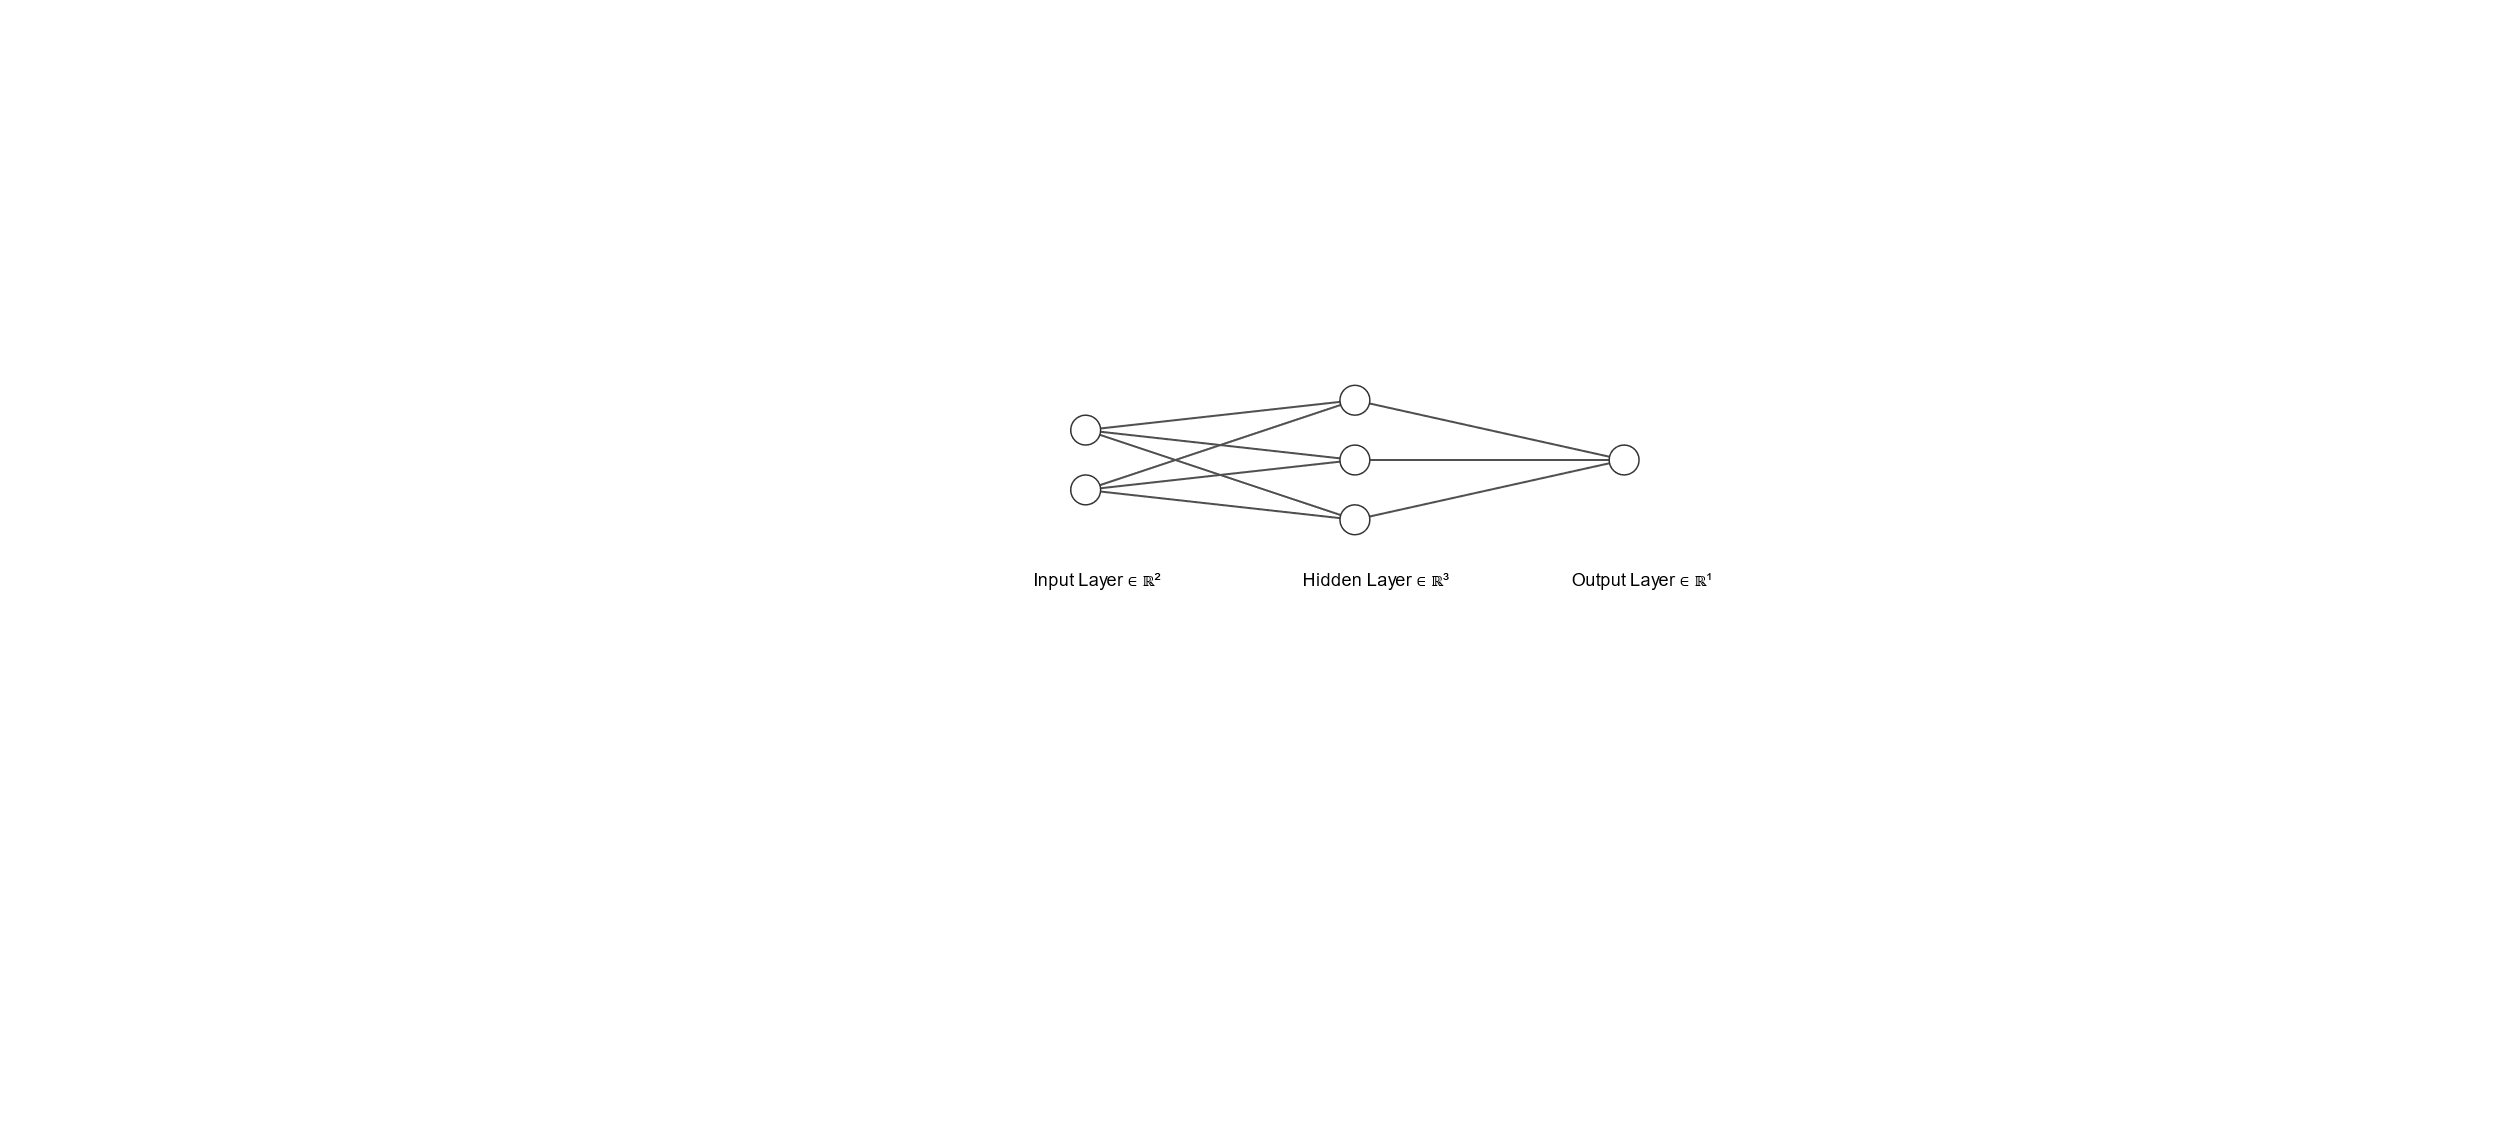 Input Layer ∈ ℝ²
Hidden Layer ∈ ℝ³
Output Layer ∈ ℝ¹